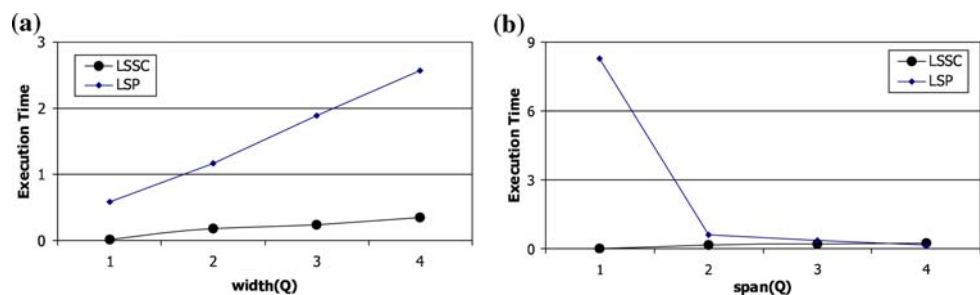 (a)
3
2
1
0
Execution Time
LSSC
LSP
1 2 3 4
width(Q)
(b)
9
6
3
0
Execution Time
LSSC
LSP
1 2 3 4
span(Q)